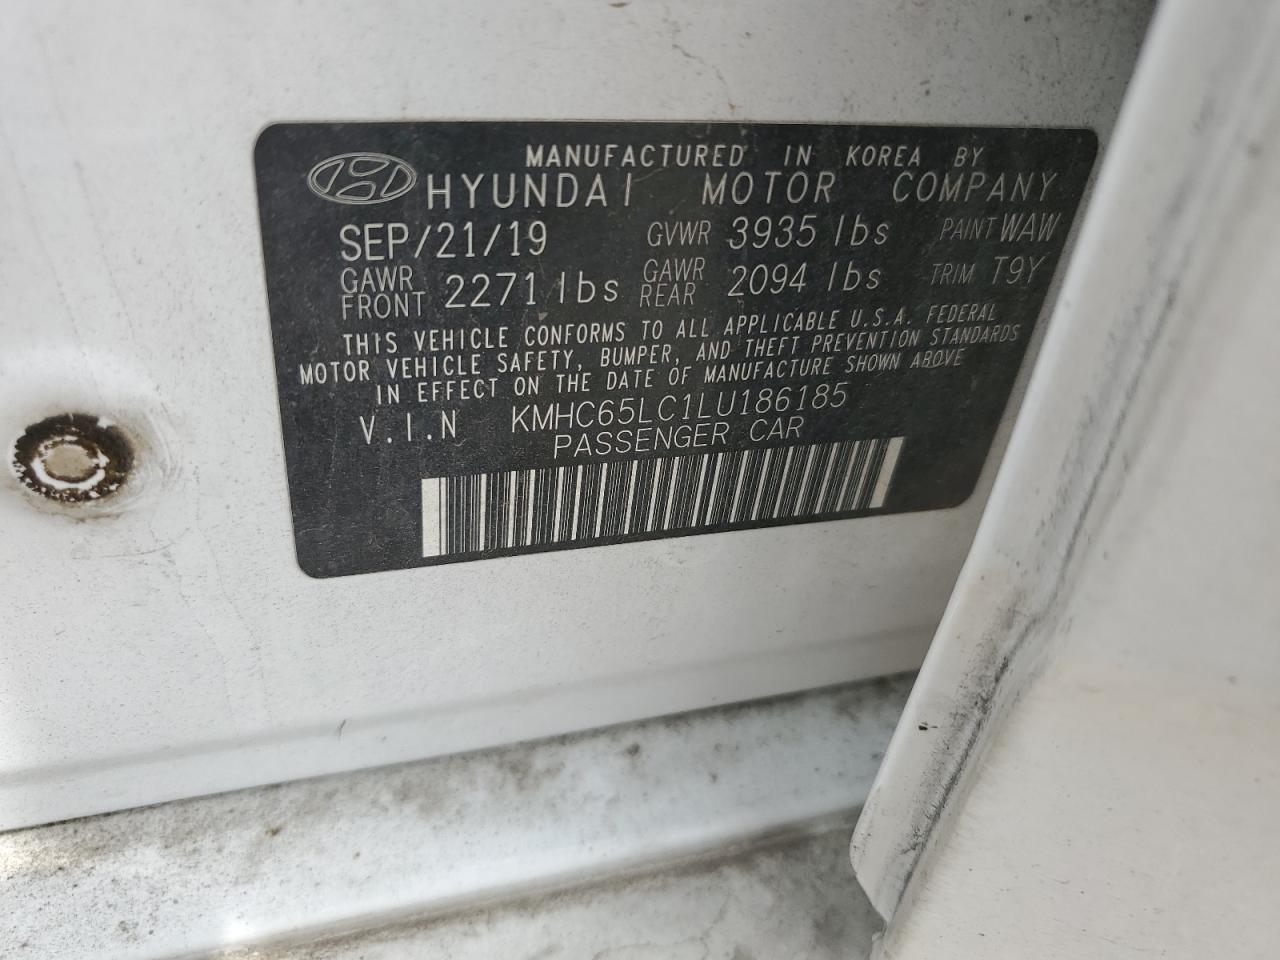 MANUFACTURED IN KOREA BY
HYUNDAI MOTOR COMPANY
SEP/21/19 GVWR 3935 lbs PAINT WAW
GAWR FRONT 2271 lbs GAWR REAR 2094 lbs TRIM T9Y
THIS VEHICLE CONFORMS TO ALL APPLICABLE U.S.A. FEDERAL
MOTOR VEHICLE SAFETY, BUMPER, AND THEFT PREVENTION STANDARDS
IN EFFECT ON THE DATE OF MANUFACTURE SHOWN ABOVE
V.I.N KMHC65LC1LU186185
PASSENGER CAR